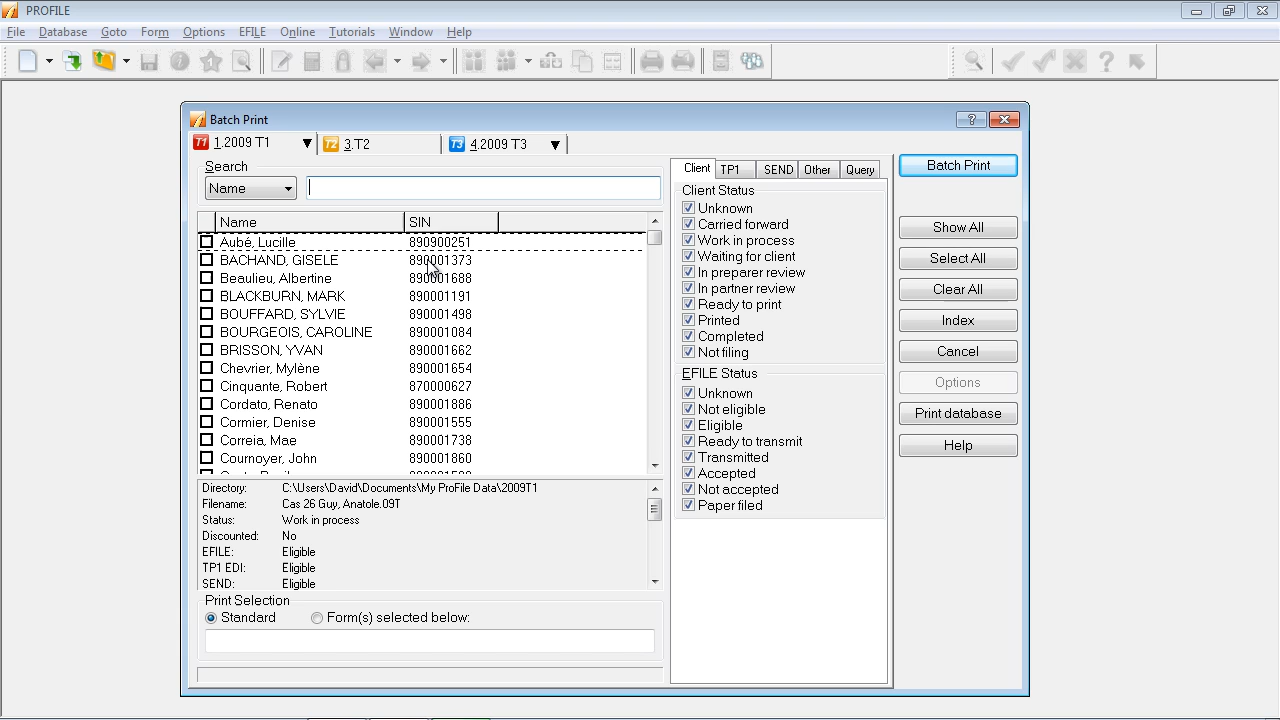 PROFILE
File Database Goto Form Options EFILE Online Tutorials Window Help
Batch Print
T1 1.2009 T1 T2 3.T2 T3 4.2009 T3
Search
Name
Name SIN
Aubé, Lucille 890900251
BACHAND, GISELE 890001373
Beaulieu, Albertine 890001688
BLACKBURN, MARK 890001191
BOUFFARD, SYLVIE 890001498
BOURGEOIS, CAROLINE 890001084
BRISSON, YVAN 890001662
Chevrier, Mylène 890001654
Cinquante, Robert 870000627
Cordato, Renato 890001886
Cormier, Denise 890001555
Correia, Mae 890001738
Cournoyer, John 890001860
Directory: C:\Users\David\Documents\My ProFile Data\2009T1
Filename: Cas 26 Guy, Anatole.09T
Status: Work in process
Discounted: No
EFILE: Eligible
TP1 EDI: Eligible
SEND: Eligible
Print Selection
Standard Form(s) selected below:
Client TP1 SEND Other Query
Client Status
Unknown
Carried forward
Work in process
Waiting for client
In preparer review
In partner review
Ready to print
Printed
Completed
Not filing
EFILE Status
Unknown
Not eligible
Eligible
Ready to transmit
Transmitted
Accepted
Not accepted
Paper filed
Batch Print
Show All
Select All
Clear All
Index
Cancel
Options
Print database
Help